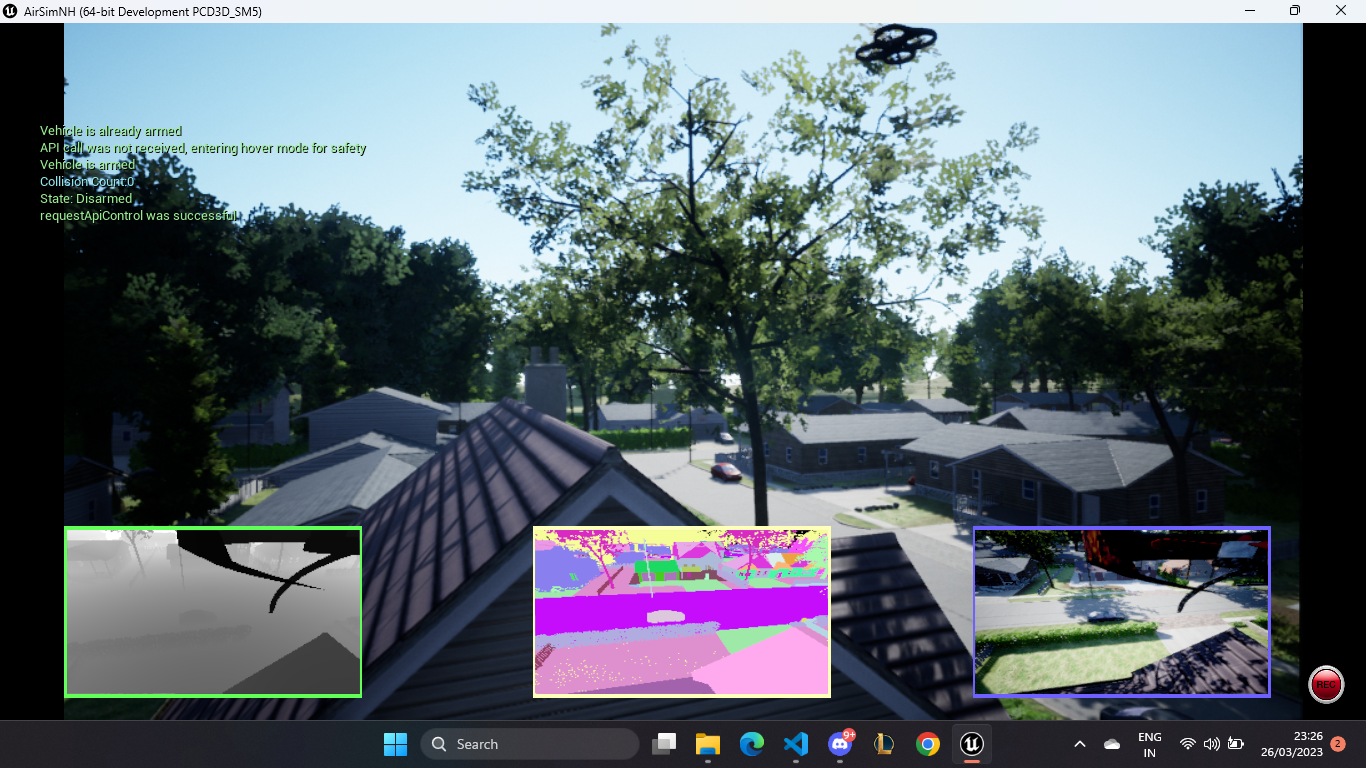 AirSimNH (64-bit Development PCD3D_SM5)
Vehicle is already armed
API call was not received, entering hover mode for safety
Vehicle is armed
Collision Count:0
State: Disarmed
requestApiControl was successful
REC
Search
9+
ENG
IN
23:26
26/03/2023
2